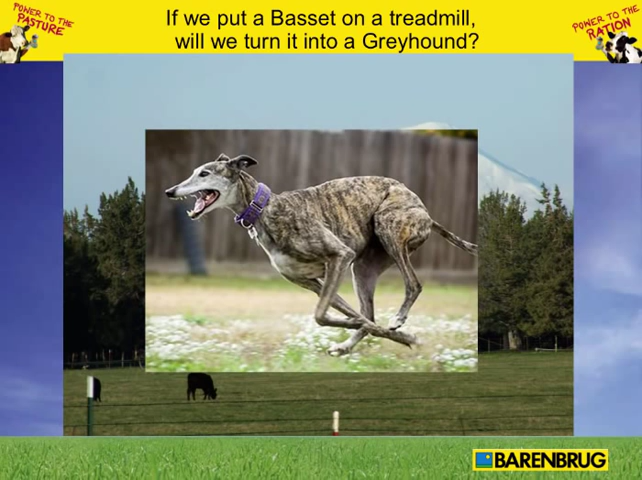 POWER TO THE
PASTURE
If we put a Basset on a treadmill,
will we turn it into a Greyhound?
POWER TO THE
RATION
BARENBRUG